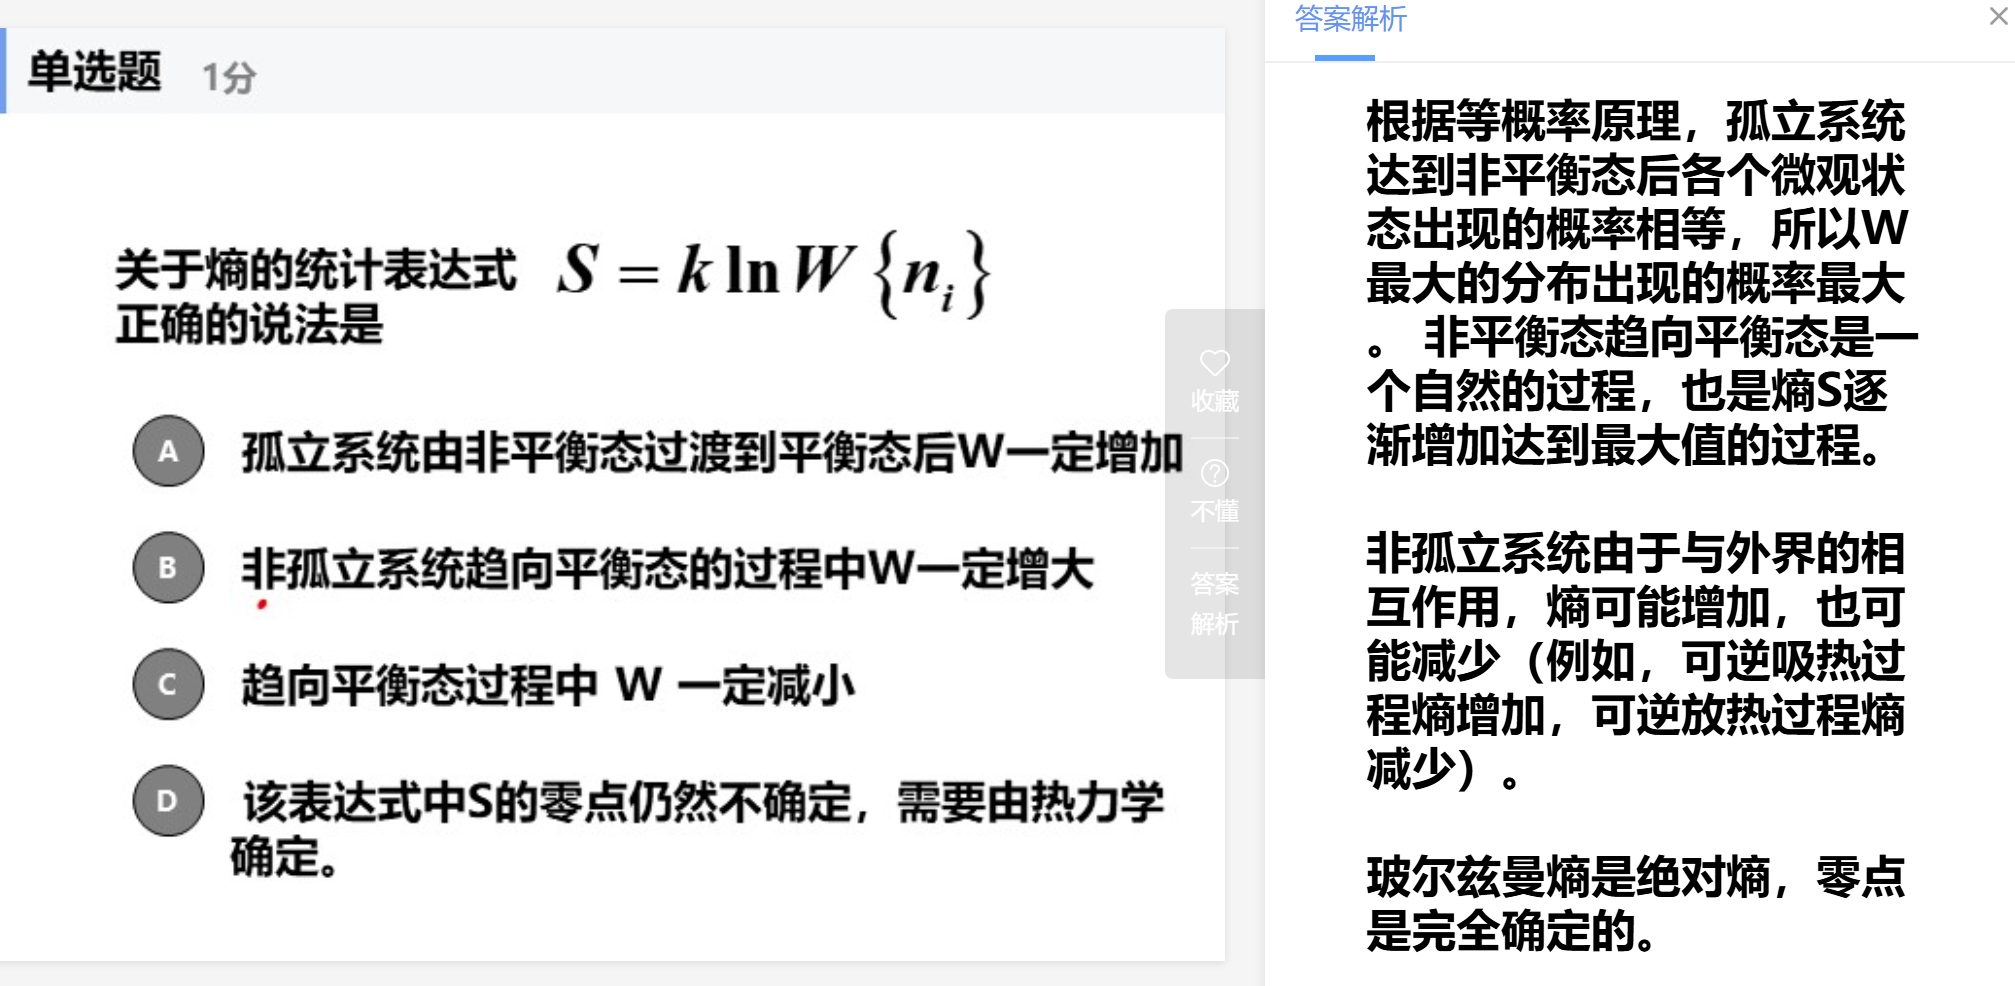 单选题 1分
关于熵的统计表达式 S = k ln W {n_i}
正确的说法是
A 孤立系统由非平衡态过渡到平衡态后W一定增加
B 非孤立系统趋向平衡态的过程中W一定增大
C 趋向平衡态过程中 W 一定减小
D 该表达式中S的零点仍然不确定，需要由热力学
确定。
收藏
不懂
答案
解析
答案解析
根据等概率原理，孤立系统
达到非平衡态后各个微观状
态出现的概率相等，所以W
最大的分布出现的概率最大
。 非平衡态趋向平衡态是一
个自然的过程，也是熵S逐
渐增加达到最大值的过程。
非孤立系统由于与外界的相
互作用，熵可能增加，也可
能减少（例如，可逆吸热过
程熵增加，可逆放热过程熵
减少）。
玻尔兹曼熵是绝对熵，零点
是完全确定的。